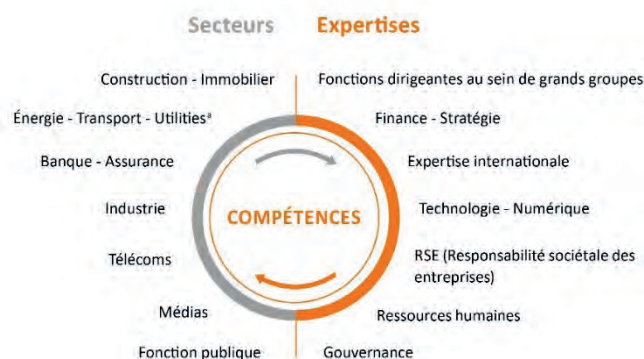 Secteurs Expertises
Construction - Immobilier
Fonctions dirigeantes au sein de grands groupes
Énergie - Transport - Utilitiesᵃ
Finance - Stratégie
Banque - Assurance
Expertise internationale
Industrie
COMPÉTENCES
Technologie - Numérique
Télécoms
RSE (Responsabilité sociétale des
entreprises)
Médias
Ressources humaines
Fonction publique
Gouvernance